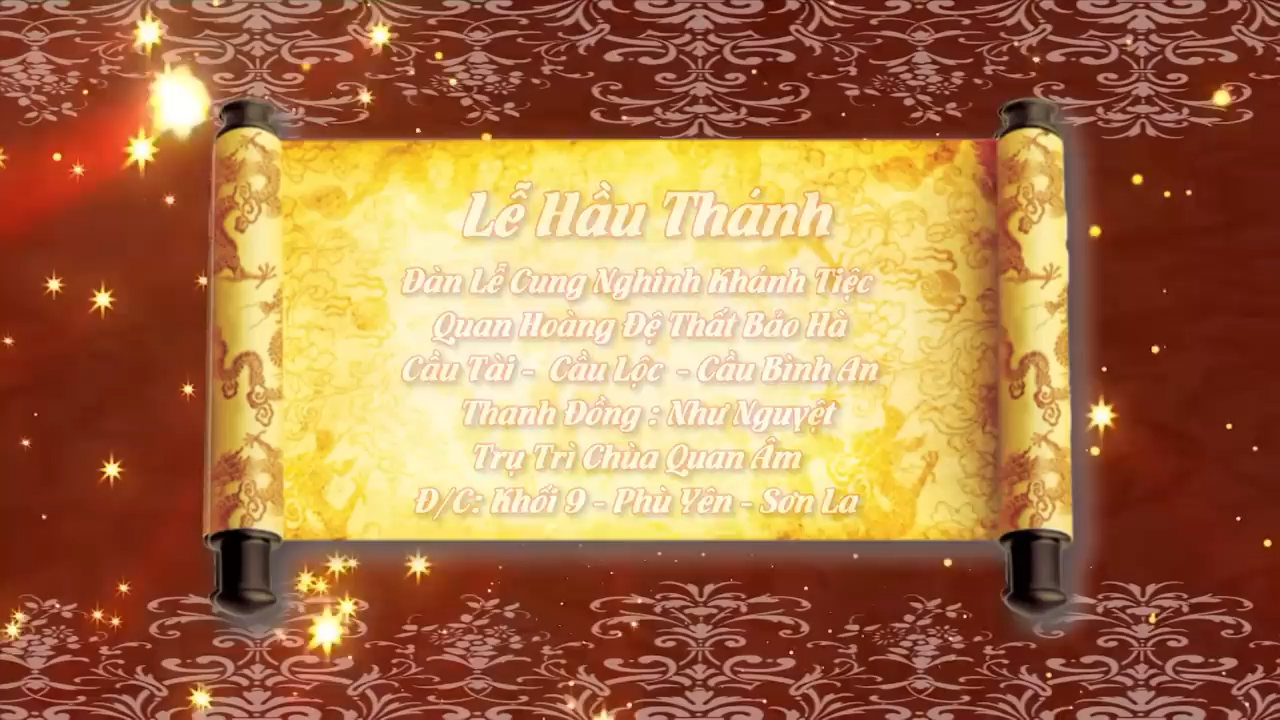 Lễ Hầu Thánh
Đàn Lễ Cung Nghinh Khánh Tiệc
Quan Hoàng Đệ Thất Bảo Hà
Cầu Tài - Cầu Lộc - Cầu Bình An
Thanh Đồng : Như Nguyệt
Trụ Trì Chùa Quan Âm
Đ/C: Khối 9 - Phù Yên - Sơn La